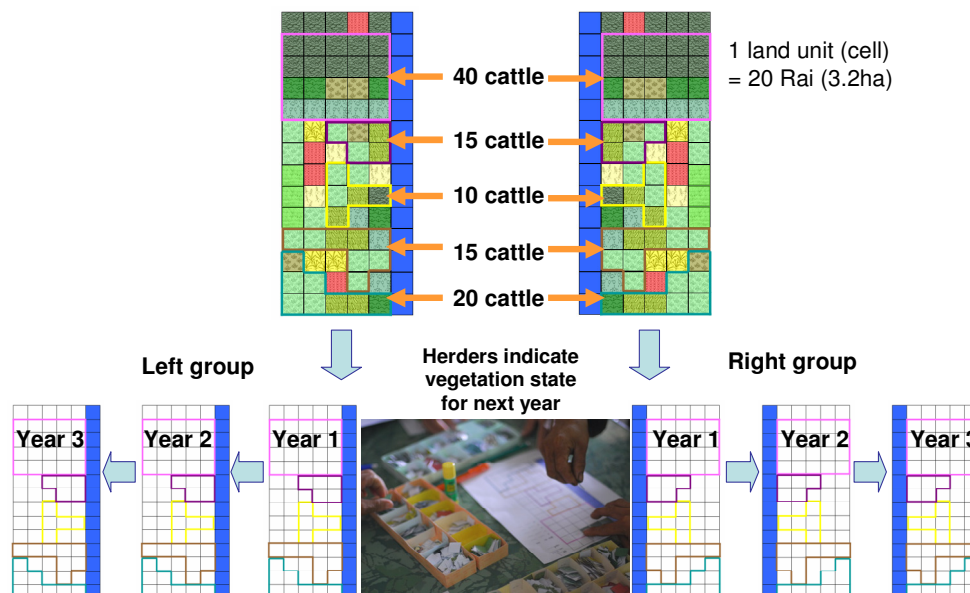 40 cattle
1 land unit (cell)
= 20 Rai (3.2ha)
15 cattle
10 cattle
15 cattle
20 cattle
Left group
Herders indicate
vegetation state
for next year
Right group
Year 3
Year 2
Year 1
Year 1
Year 2
Year 3